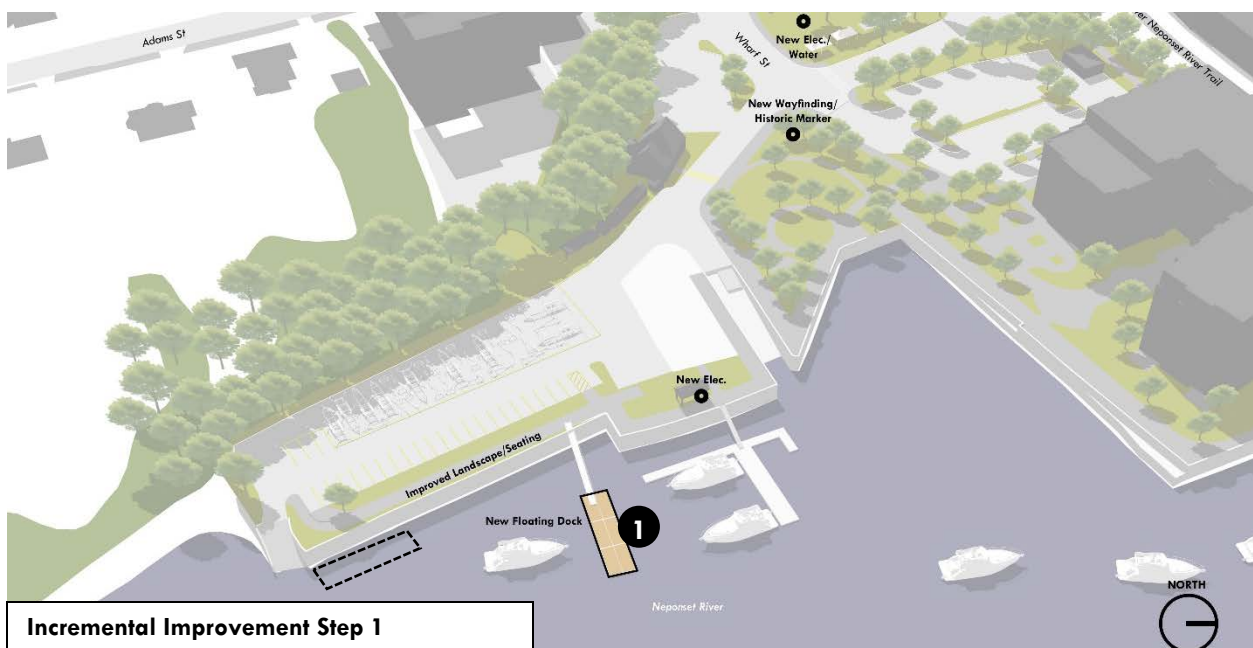 Adams St
Wharf St
New Elec./
Water
er Neponset River Trail
New Wayfinding/
Historic Marker
New Elec.
Improved Landscape/Seating
New Floating Dock
1
Neponset River
NORTH
Incremental Improvement Step 1